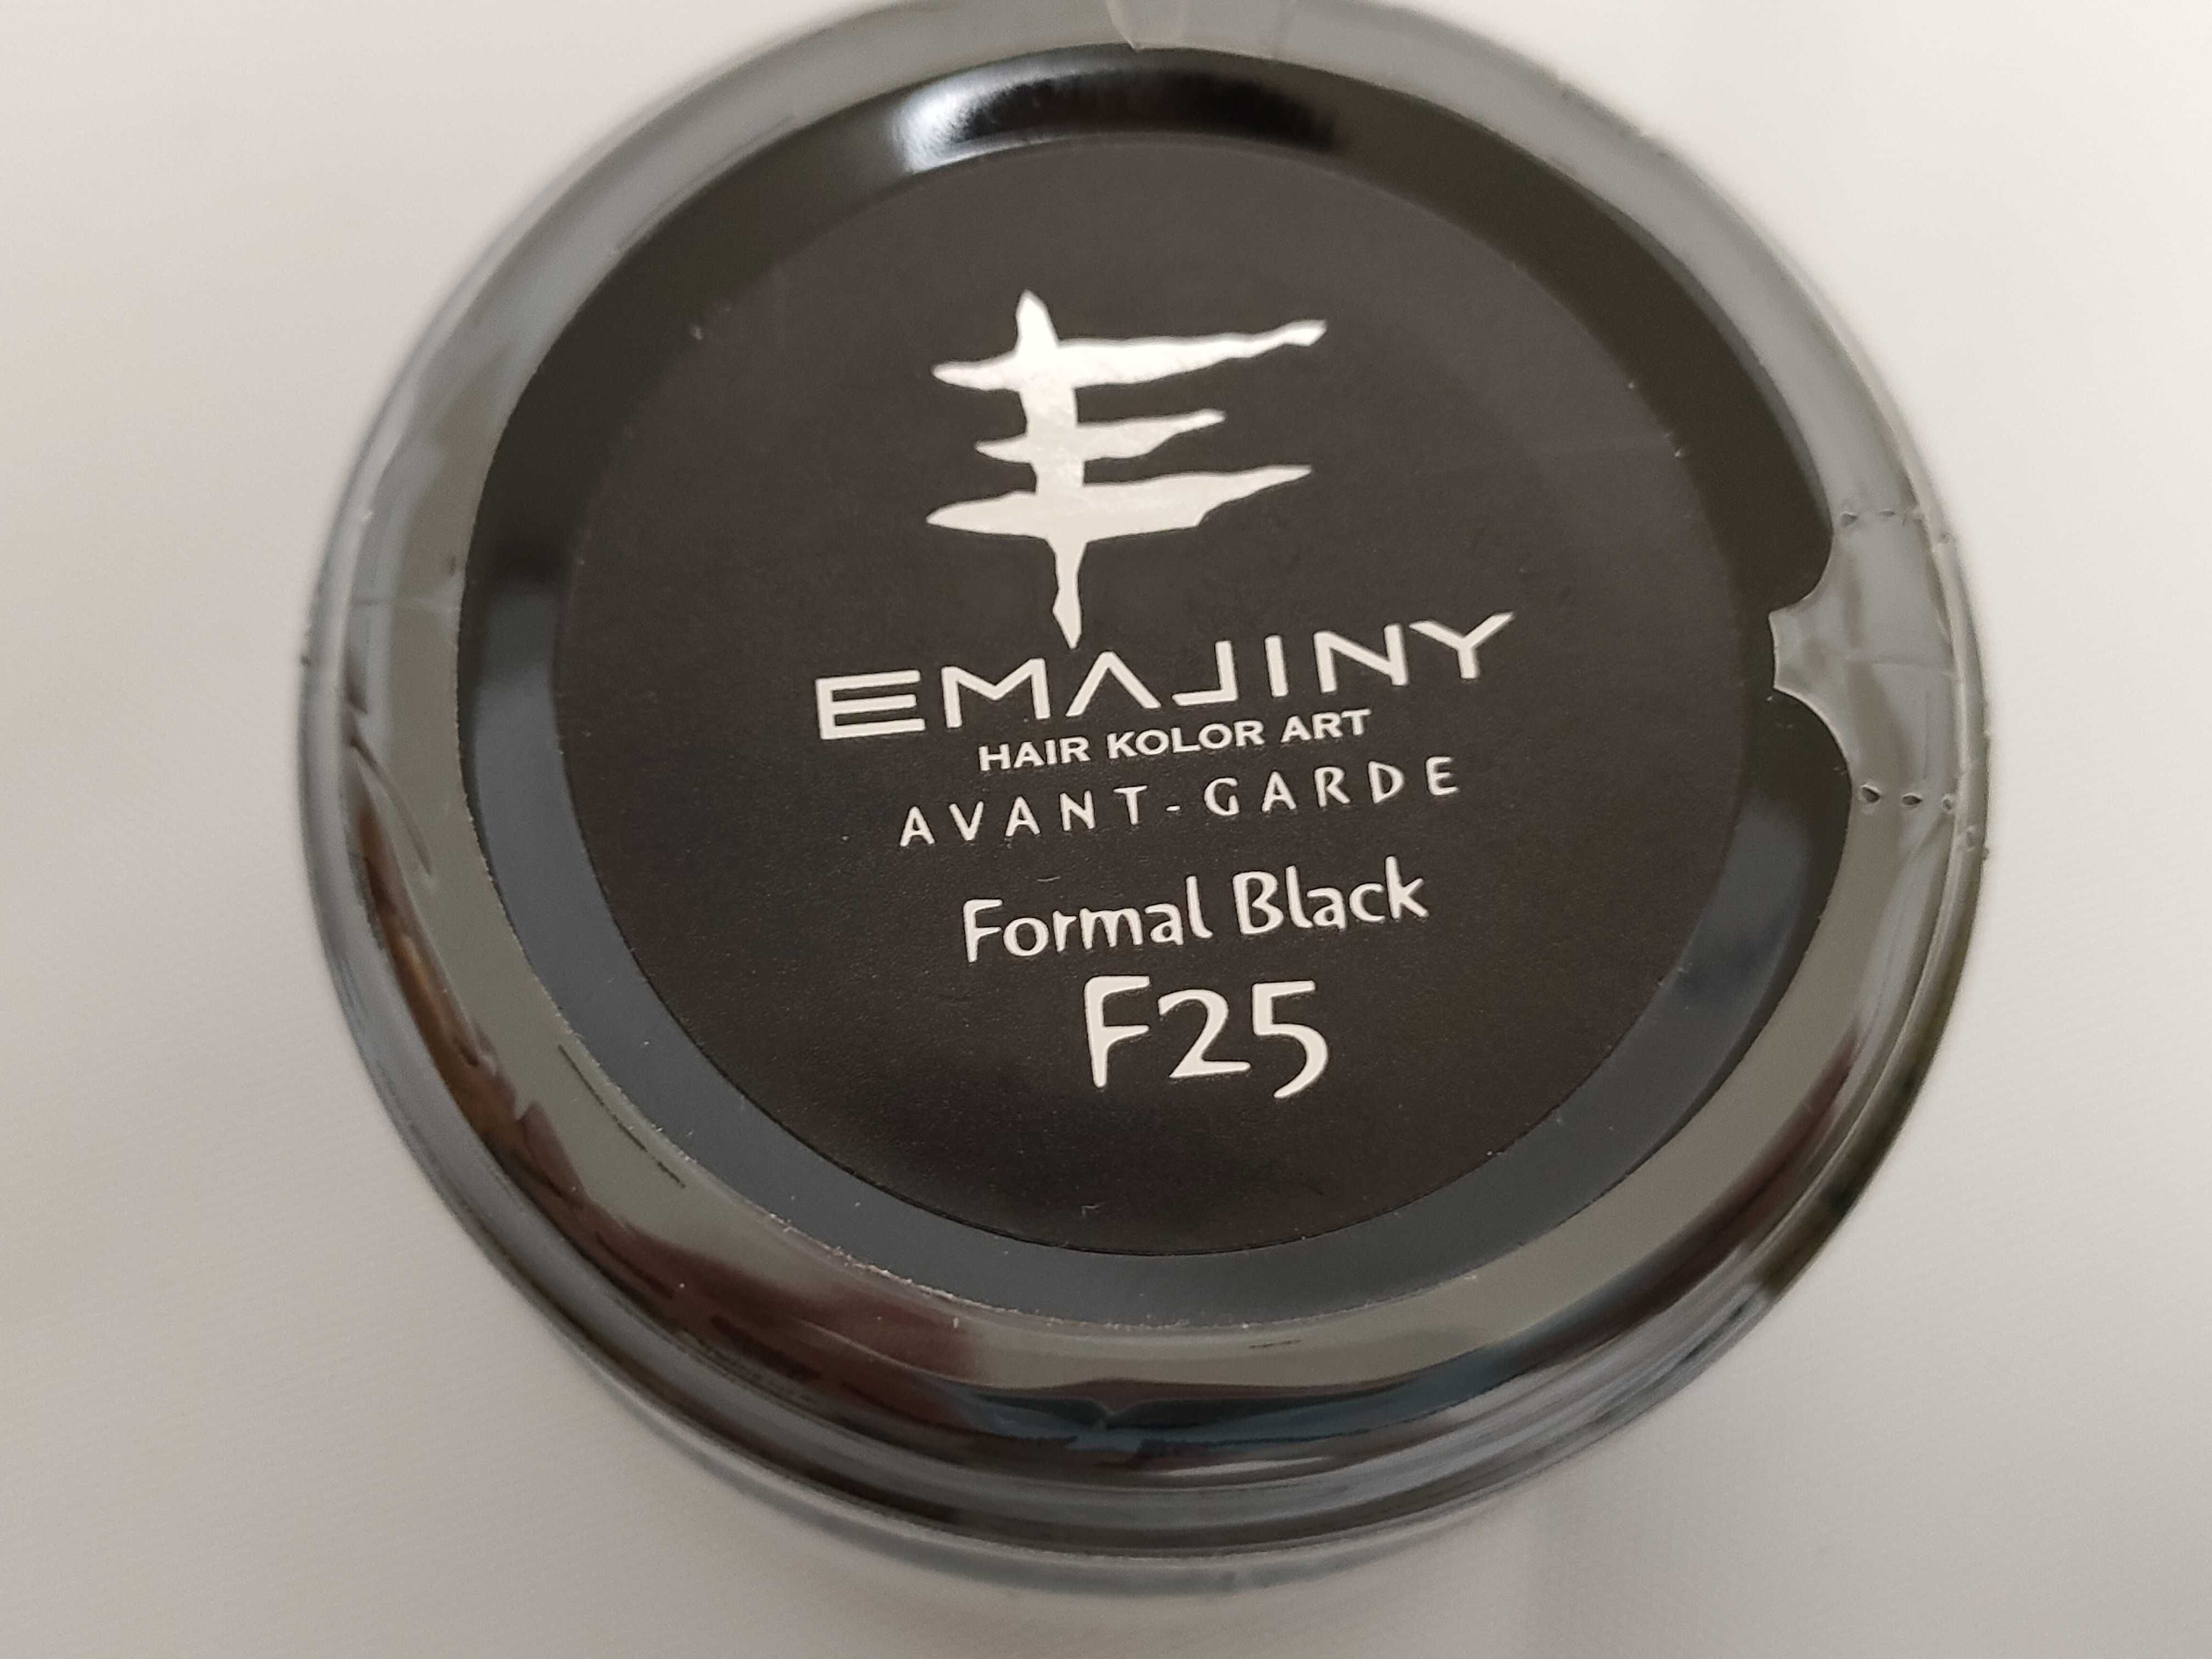 E
EMAJINY
HAIR KOLOR ART
AVANT-GARDE
Formal Black
F25